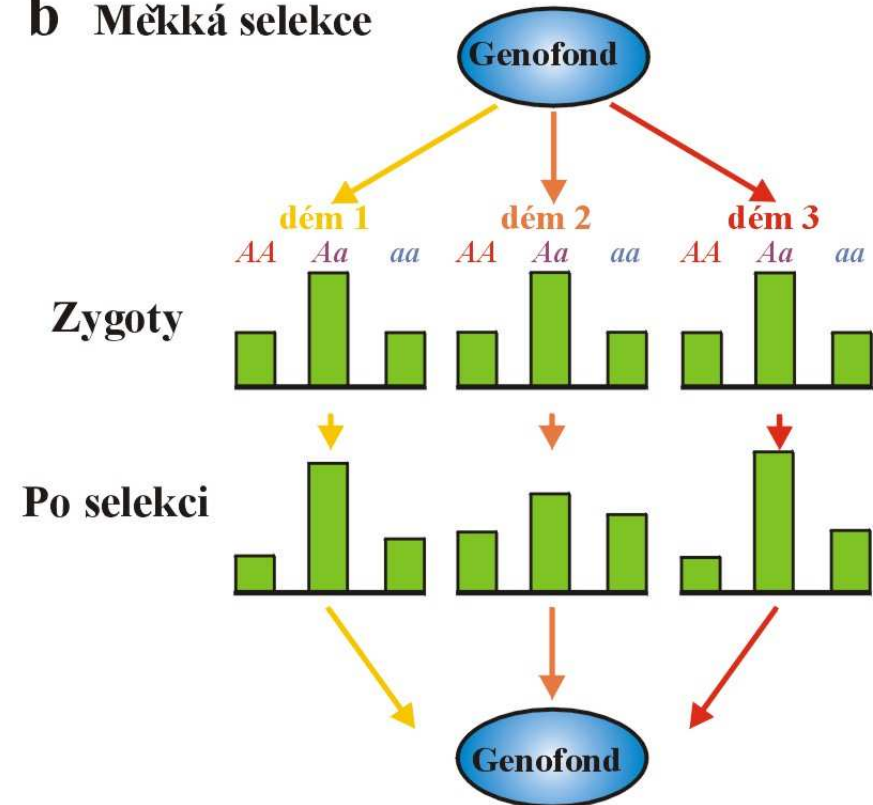 b Měkká selekce
Genofond
dém 1 dém 2 dém 3
AA Aa aa AA Aa aa AA Aa aa
Zygoty
Po selekci
Genofond